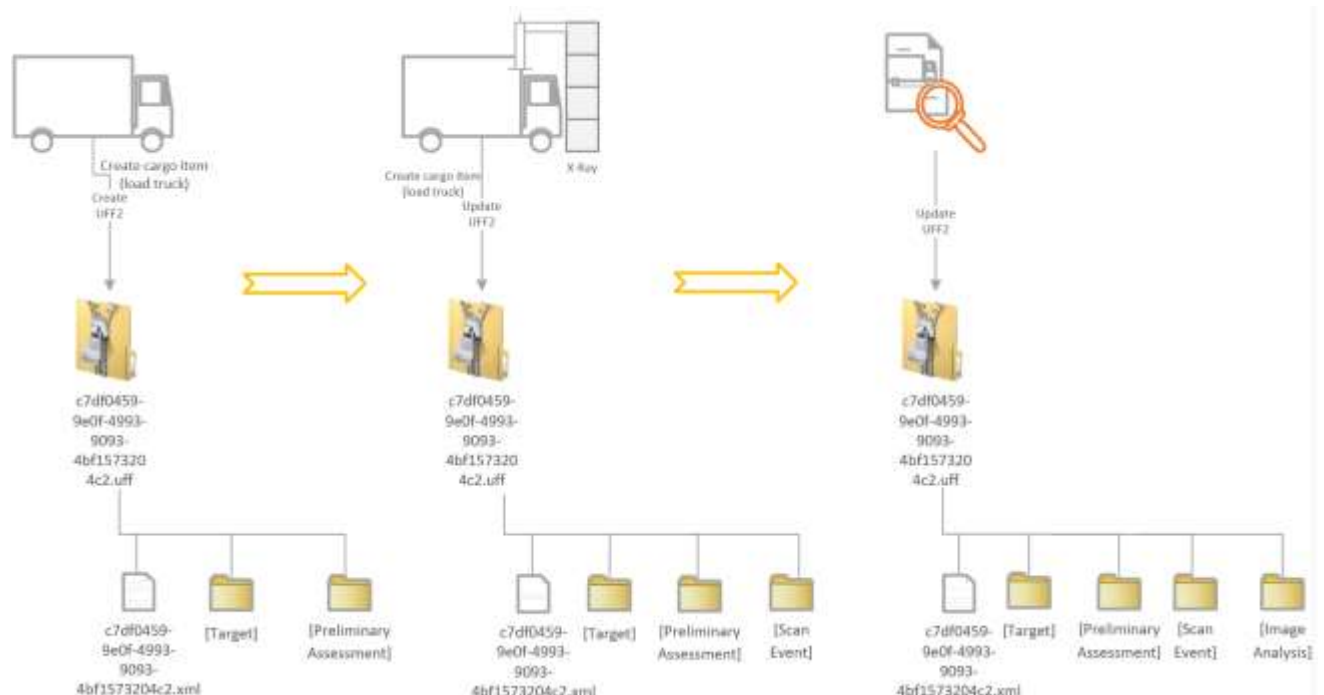 Create cargo item
(load truck)
Create
UFF2
c7df0459-
9e0f-4993-
9093-
4bf157320
4c2.uff
c7df0459-
9e0f-4993-
9093-
4bf1573204c2.xml
[Target]
[Preliminary
Assessment]
X-Ray
Create cargo item
(load truck)
Update
UFF2
c7df0459-
9e0f-4993-
9093-
4bf157320
4c2.uff
c7df0459-
9e0f-4993-
9093-
4bf1573204c2.xml
[Target]
[Preliminary
Assessment]
[Scan
Event]
Update
UFF2
c7df0459-
9e0f-4993-
9093-
4bf157320
4c2.uff
c7df0459-
9e0f-4993-
9093-
4bf1573204c2.xml
[Target]
[Preliminary
Assessment]
[Scan
Event]
[Image
Analysis]